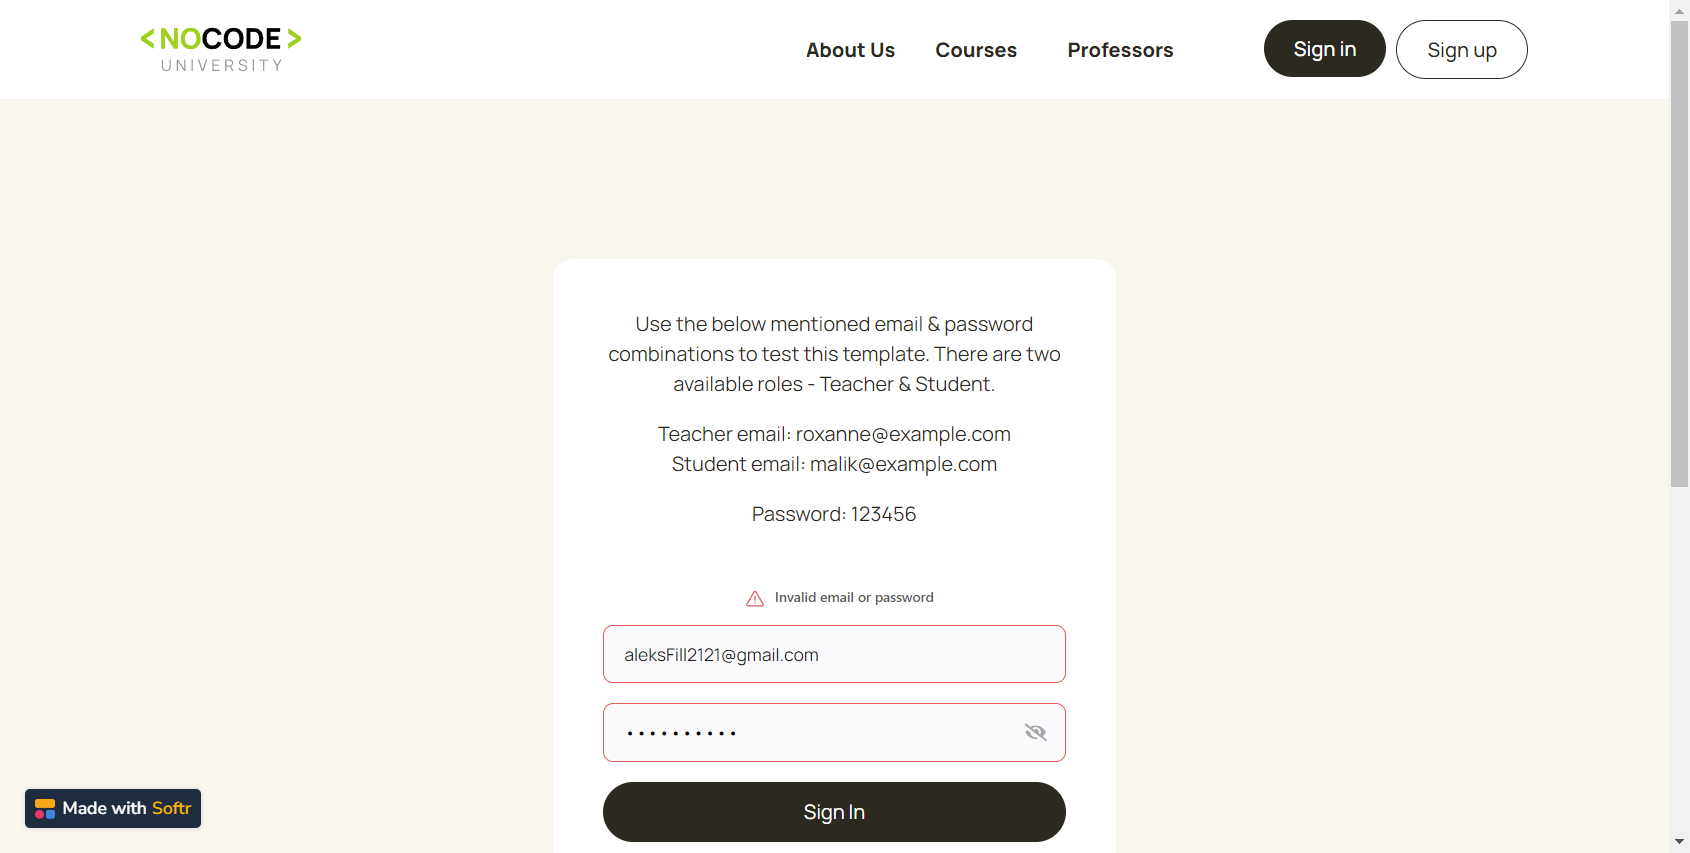 <NOCODE>
UNIVERSITY
About Us
Courses
Professors
Sign in
Sign up
Use the below mentioned email & password
combinations to test this template. There are two
available roles - Teacher & Student.
Teacher email: roxanne@example.com
Student email: malik@example.com
Password: 123456
Invalid email or password
aleksFill2121@gmail.com
••••••••••
Sign In
Made with Softr